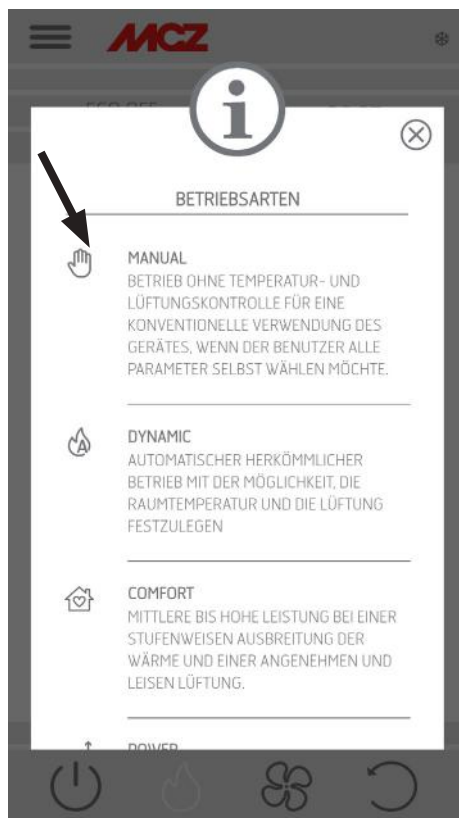 MCZ
i
BETRIEBSARTEN
MANUAL
BETRIEB OHNE TEMPERATUR- UND
LÜFTUNGSKONTROLLE FÜR EINE
KONVENTIONELLE VERWENDUNG DES
GERÄTES, WENN DER BENUTZER ALLE
PARAMETER SELBST WÄHLEN MÖCHTE.
A
DYNAMIC
AUTOMATISCHER HERKÖMMLICHER
BETRIEB MIT DER MÖGLICHKEIT, DIE
RAUMTEMPERATUR UND DIE LÜFTUNG
FESTZULEGEN
COMFORT
MITTLERE BIS HOHE LEISTUNG BEI EINER
STUFENWEISEN AUSBREITUNG DER
WÄRME UND EINER ANGENEHMEN UND
LEISEN LÜFTUNG.
POWER